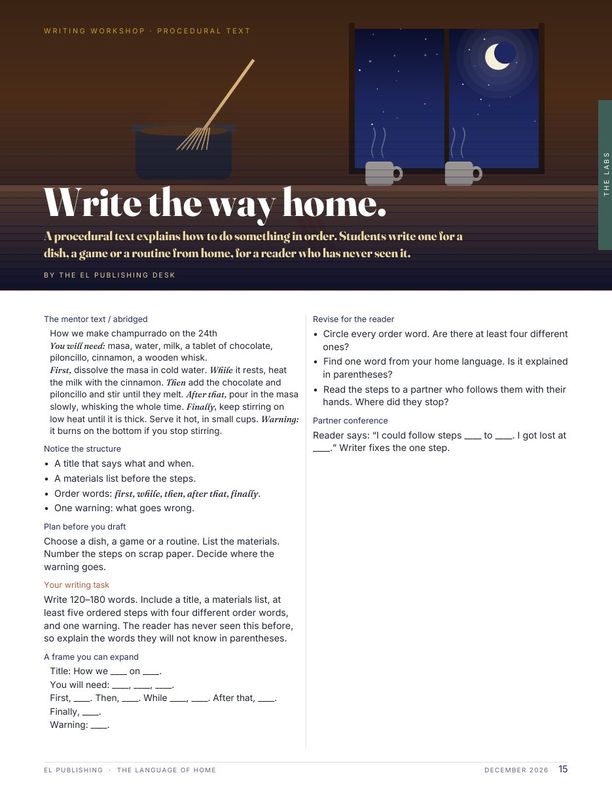 WRITING WORKSHOP · PROCEDURAL TEXT
THE LABS
Write the way home.
A procedural text explains how to do something in order. Students write one for a
dish, a game or a routine from home, for a reader who has never seen it.
BY THE EL PUBLISHING DESK
The mentor text / abridged
How we make champurrado on the 24th
You will need: masa, water, milk, a tablet of chocolate,
piloncillo, cinnamon, a wooden whisk.
First, dissolve the masa in cold water. While it rests, heat
the milk with the cinnamon. Then add the chocolate and
piloncillo and stir until they melt. After that, pour in the masa
slowly, whisking the whole time. Finally, keep stirring on
low heat until it is thick. Serve it hot, in small cups. Warning:
it burns on the bottom if you stop stirring.
Notice the structure
• A title that says what and when.
• A materials list before the steps.
• Order words: first, while, then, after that, finally.
• One warning: what goes wrong.
Plan before you draft
Choose a dish, a game or a routine. List the materials.
Number the steps on scrap paper. Decide where the
warning goes.
Your writing task
Write 120–180 words. Include a title, a materials list, at
least five ordered steps with four different order words,
and one warning. The reader has never seen this before,
so explain the words they will not know in parentheses.
A frame you can expand
Title: How we ____ on ____.
You will need: ____, ____, ____.
First, ____. Then, ____. While ____, ____. After that, ____.
Finally, ____.
Warning: ____.
Revise for the reader
• Circle every order word. Are there at least four different
ones?
• Find one word from your home language. Is it explained
in parentheses?
• Read the steps to a partner who follows them with their
hands. Where did they stop?
Partner conference
Reader says: “I could follow steps ____ to ____. I got lost at
____.” Writer fixes the one step.
EL PUBLISHING · THE LANGUAGE OF HOME
DECEMBER 2026 15